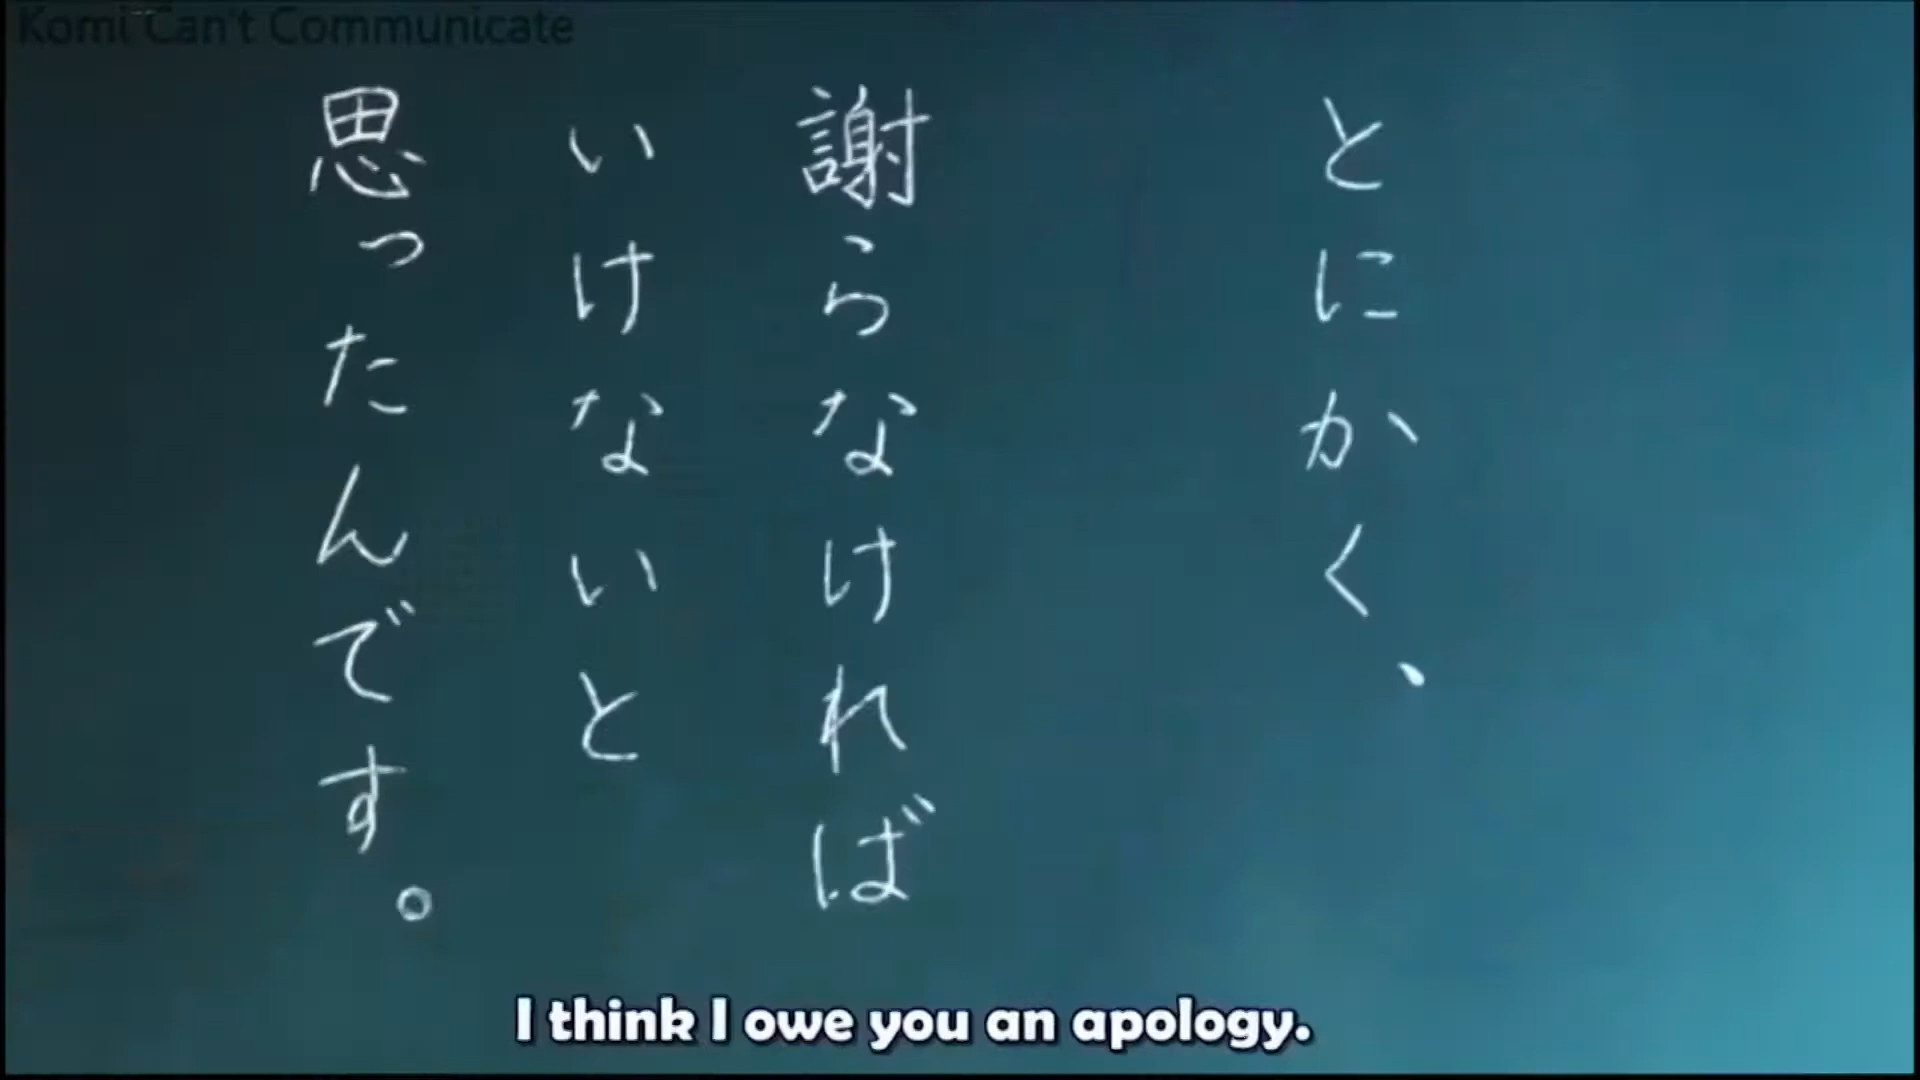 Komi Can't Communicate
とにかく、
謝らなければ
いけないと
思ったんです。
I think I owe you an apology.